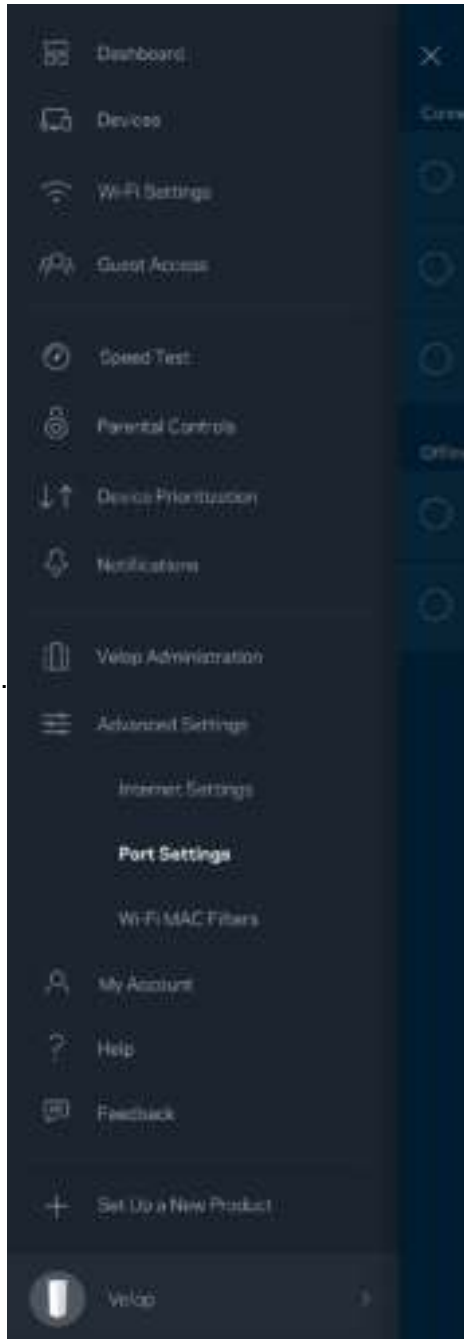 Dashboard
Devices
Wi-Fi Settings
Guest Access
Speed Test
Parental Controls
Device Prioritization
Notifications
Velop Administration
.
Advanced Settings
Internet Settings
Port Settings
Wi-Fi MAC Filters
My Account
Help
Feedback
Set Up a New Product
Velop